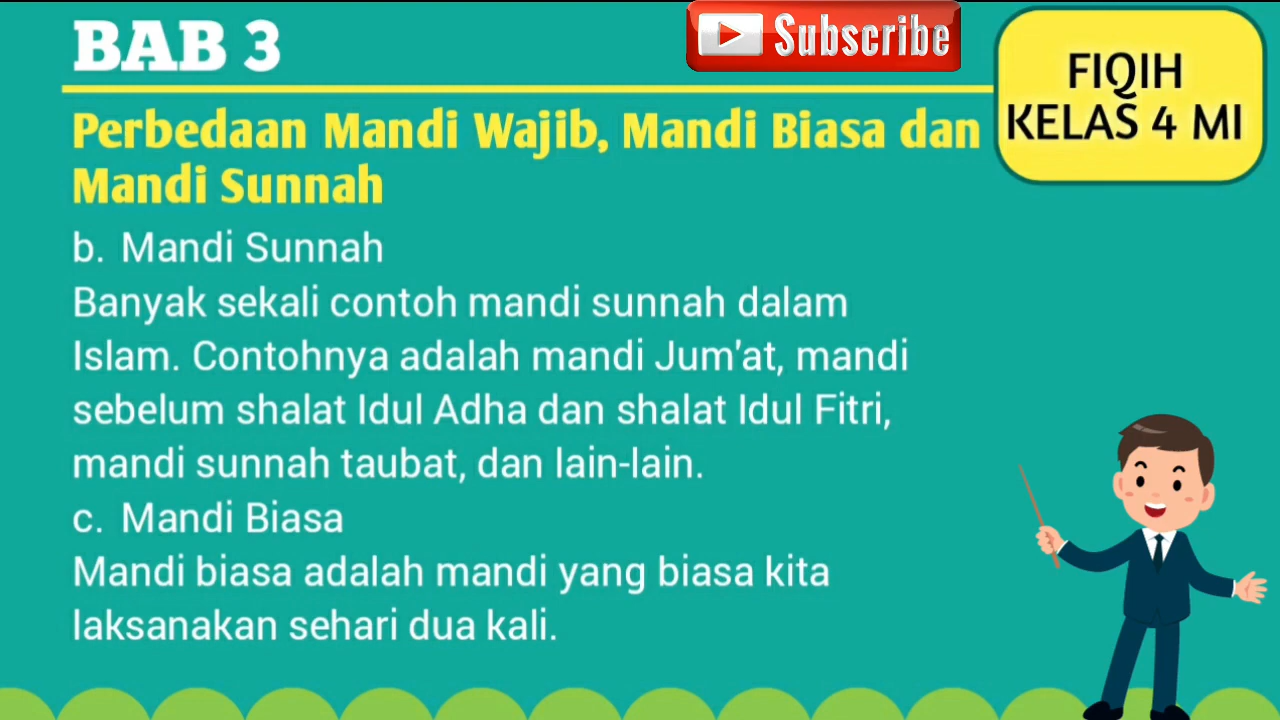 BAB 3
Subscribe
FIQIH
KELAS 4 MI
Perbedaan Mandi Wajib, Mandi Biasa dan
Mandi Sunnah
b. Mandi Sunnah
Banyak sekali contoh mandi sunnah dalam
Islam. Contohnya adalah mandi Jum'at, mandi
sebelum shalat Idul Adha dan shalat Idul Fitri,
mandi sunnah taubat, dan lain-lain.
c. Mandi Biasa
Mandi biasa adalah mandi yang biasa kita
laksanakan sehari dua kali.